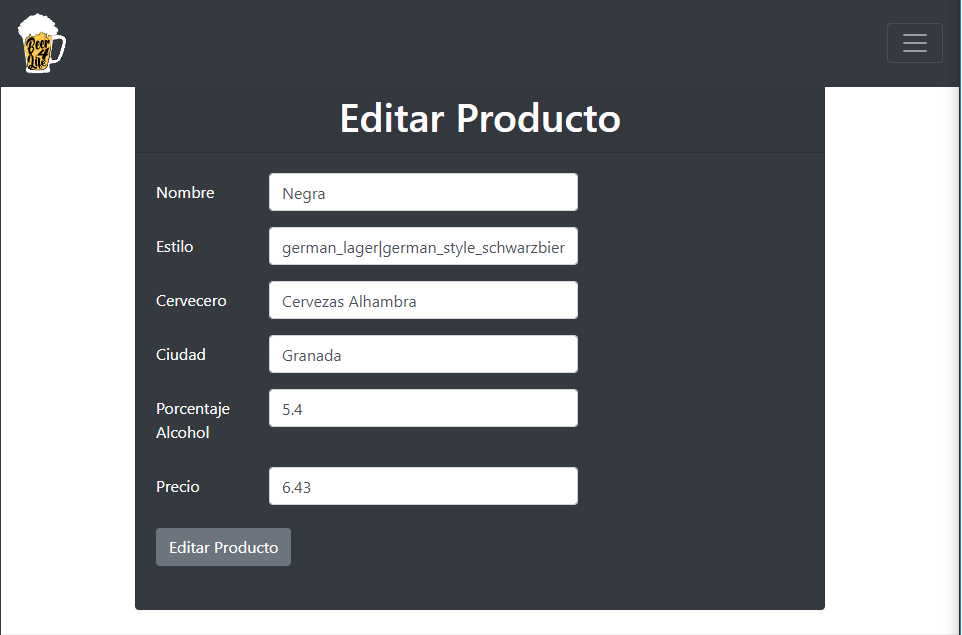 Beer
4
Luc
Editar Producto
Nombre
Negra
Estilo
german_lager|german_style_schwarzbier
Cervecero
Cervezas Alhambra
Ciudad
Granada
Porcentaje
Alcohol
5.4
Precio
6.43
Editar Producto